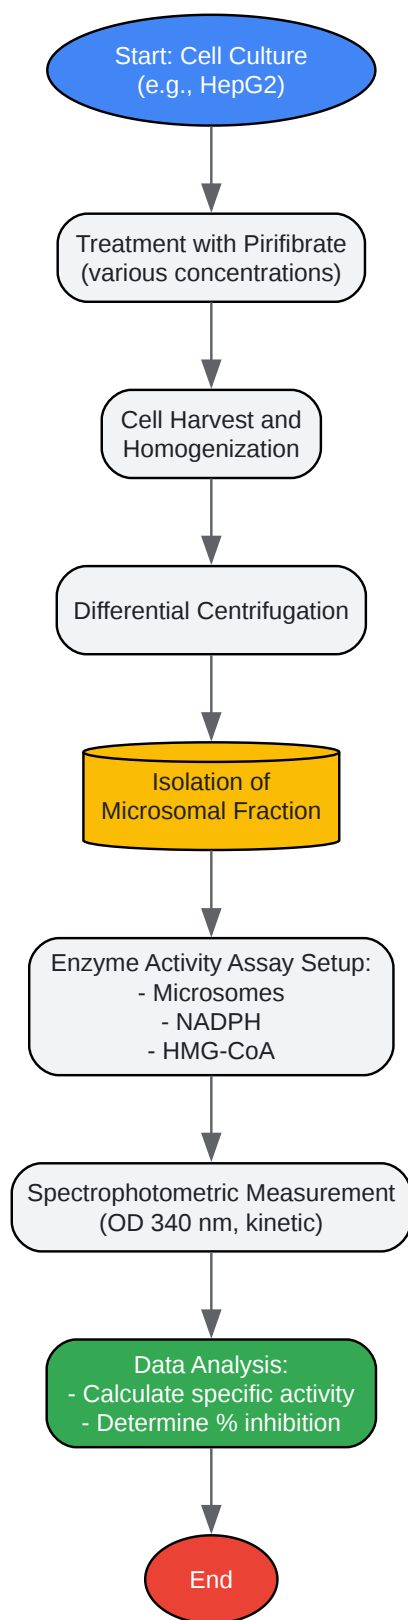 Start: Cell Culture
(e.g., HepG2)
Treatment with Pirifibrate
(various concentrations)
Cell Harvest and
Homogenization
Differential Centrifugation
Isolation of
Microsomal Fraction
Enzyme Activity Assay Setup:
- Microsomes
- NADPH
- HMG-CoA
Spectrophotometric Measurement
(OD 340 nm, kinetic)
Data Analysis:
- Calculate specific activity
- Determine % inhibition
End